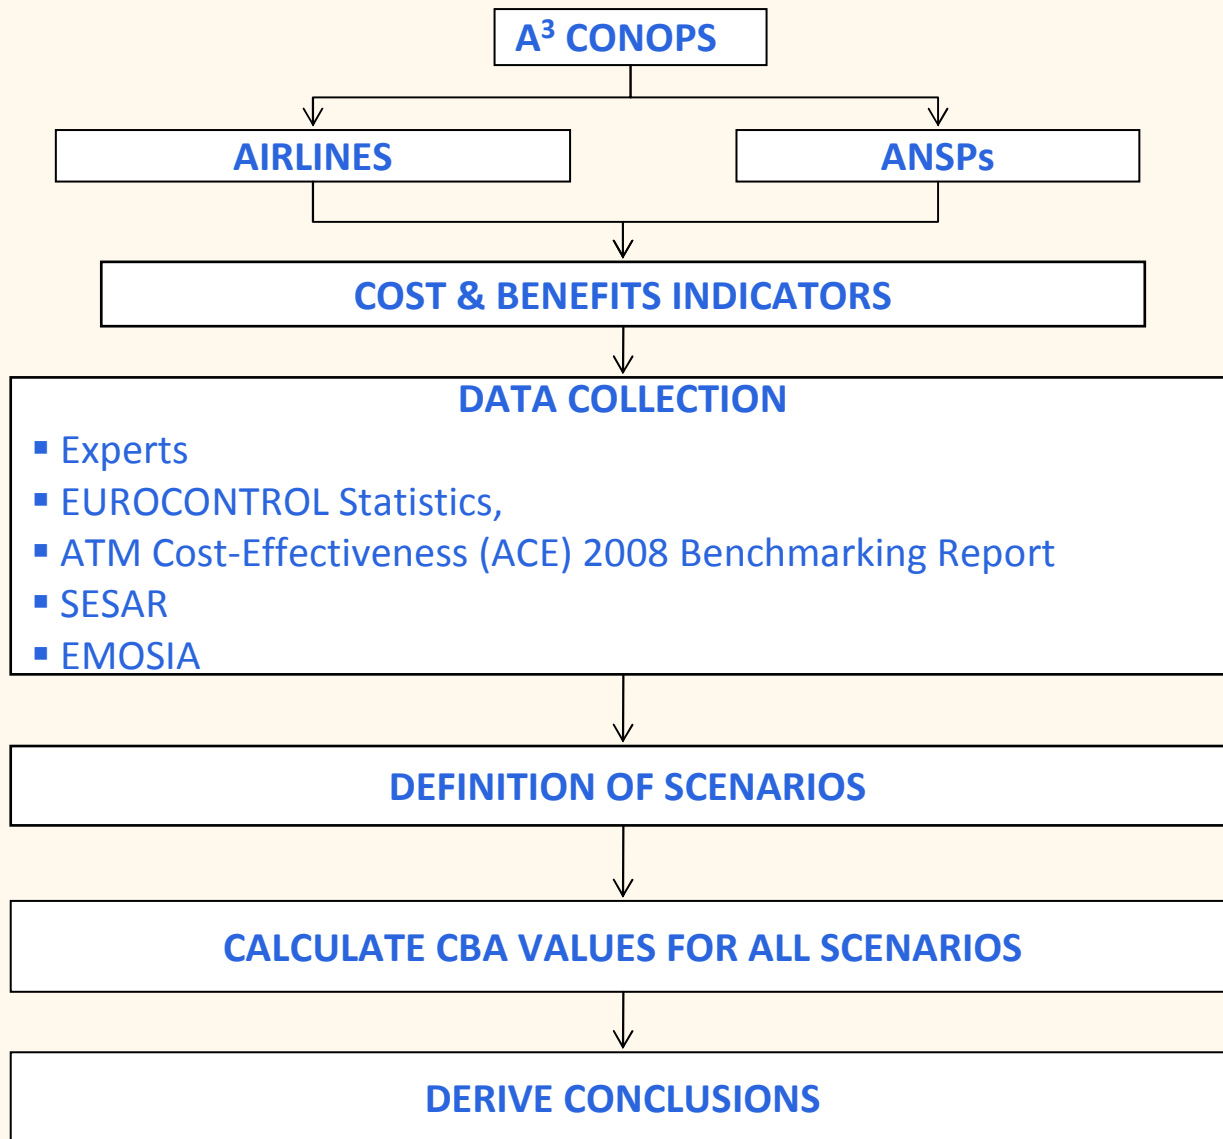 A³ CONOPS
AIRLINES
ANSPs
COST & BENEFITS INDICATORS
DATA COLLECTION
▪ Experts
▪ EUROCONTROL Statistics,
▪ ATM Cost-Effectiveness (ACE) 2008 Benchmarking Report
▪ SESAR
▪ EMOSIA
DEFINITION OF SCENARIOS
CALCULATE CBA VALUES FOR ALL SCENARIOS
DERIVE CONCLUSIONS